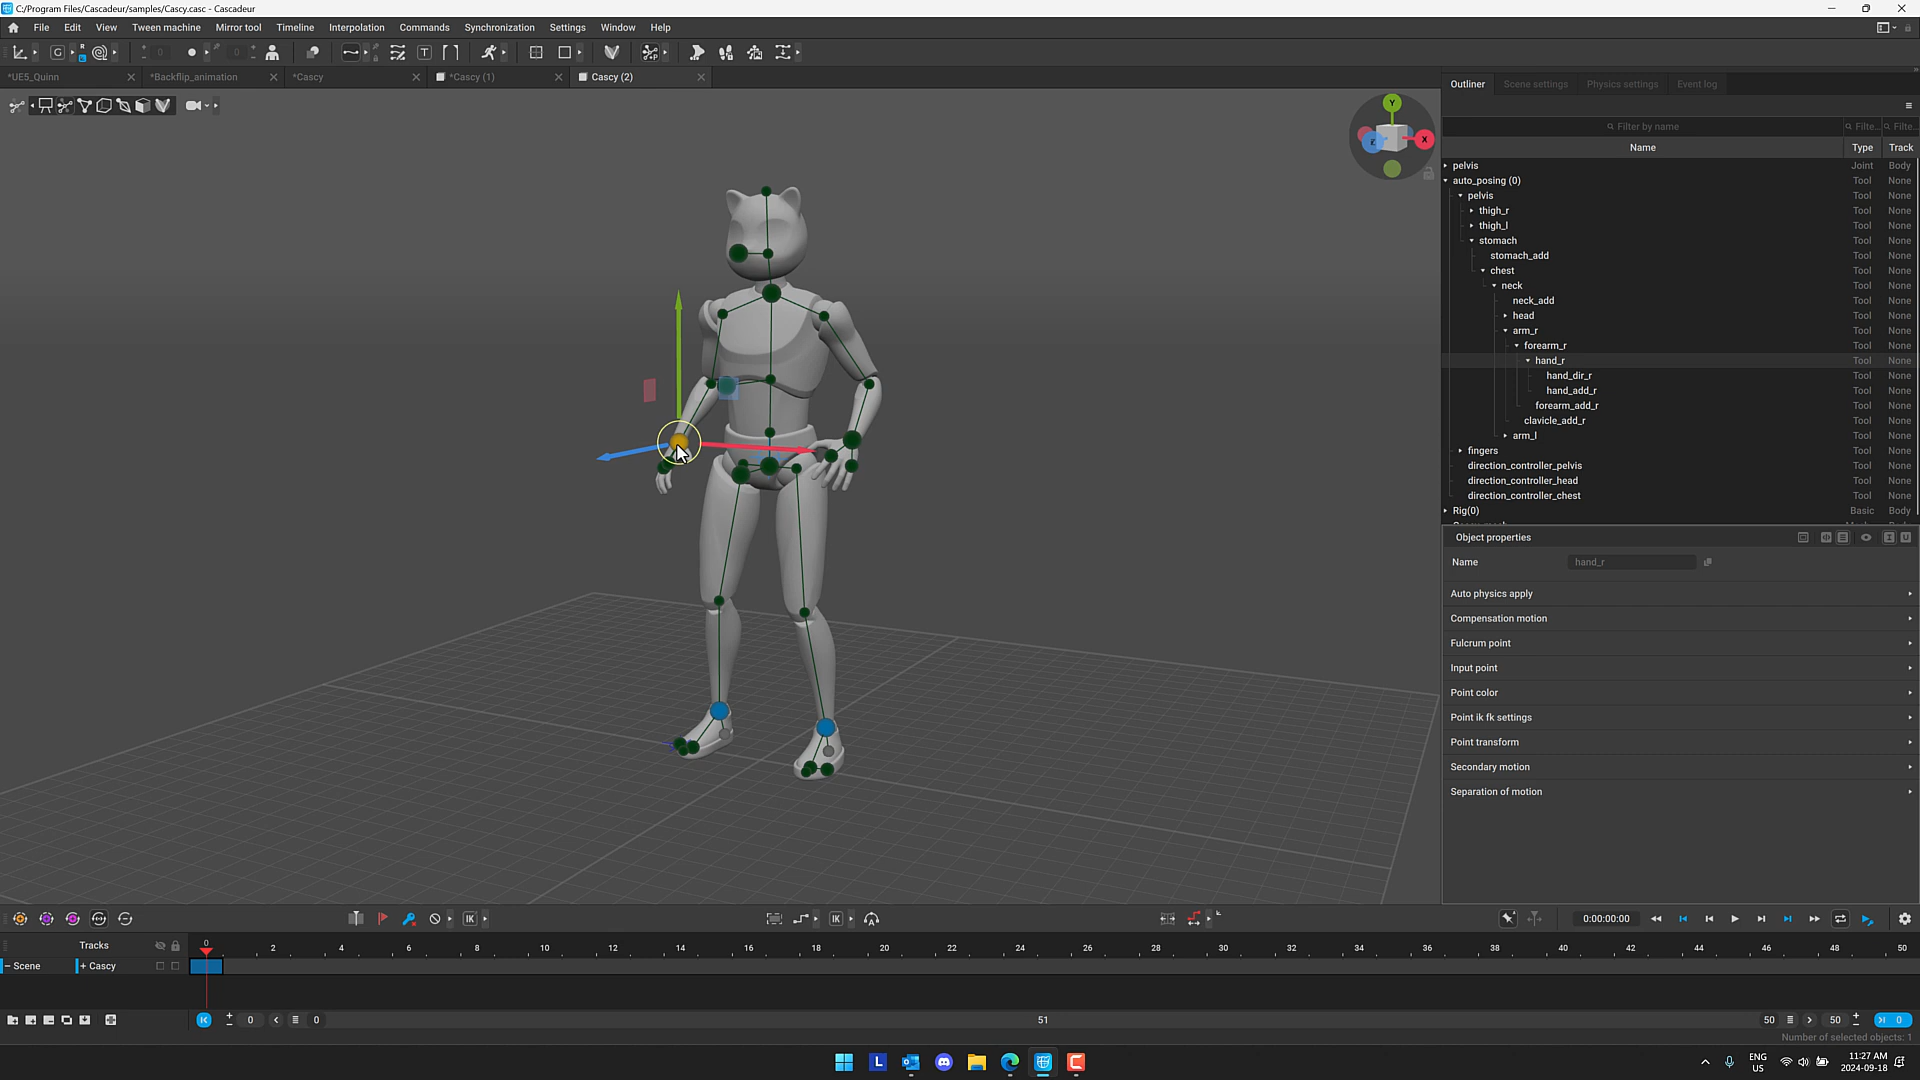 C:/Program Files/Cascadeur/samples/Cascy.casc - Cascadeur
File Edit View Tween machine Mirror tool Timeline Interpolation Commands Synchronization Settings Window Help
*UE5_Quinn *Backflip_animation *Cascy *Cascy (1) Cascy (2)
Outliner Scene settings Physics settings Event log
Filter by name Filte... Filte...
Name Type Track
pelvis Joint Body
auto_posing (0) Tool None
pelvis Tool None
thigh_r Tool None
thigh_l Tool None
stomach Tool None
stomach_add Tool None
chest Tool None
neck Tool None
neck_add Tool None
head Tool None
arm_r Tool None
forearm_r Tool None
hand_r Tool None
hand_dir_r Tool None
hand_add_r Tool None
forearm_add_r Tool None
clavicle_add_r Tool None
arm_l Tool None
fingers Tool None
direction_controller_pelvis Tool None
direction_controller_head Tool None
direction_controller_chest Tool None
Rig(0) Basic Body
Y
X
Z
Object properties
Name hand_r
Auto physics apply
Compensation motion
Fulcrum point
Input point
Point color
Point ik fk settings
Point transform
Secondary motion
Separation of motion
IK IK 0:00:00:00
Tracks 0 2 4 6 8 10 12 14 16 18 20 22 24 26 28 30 32 34 36 38 40 42 44 46 48 50
Scene + Cascy
0 0 51 50 50 0
Number of selected objects: 1
ENG
US
11:27 AM
2024-09-18